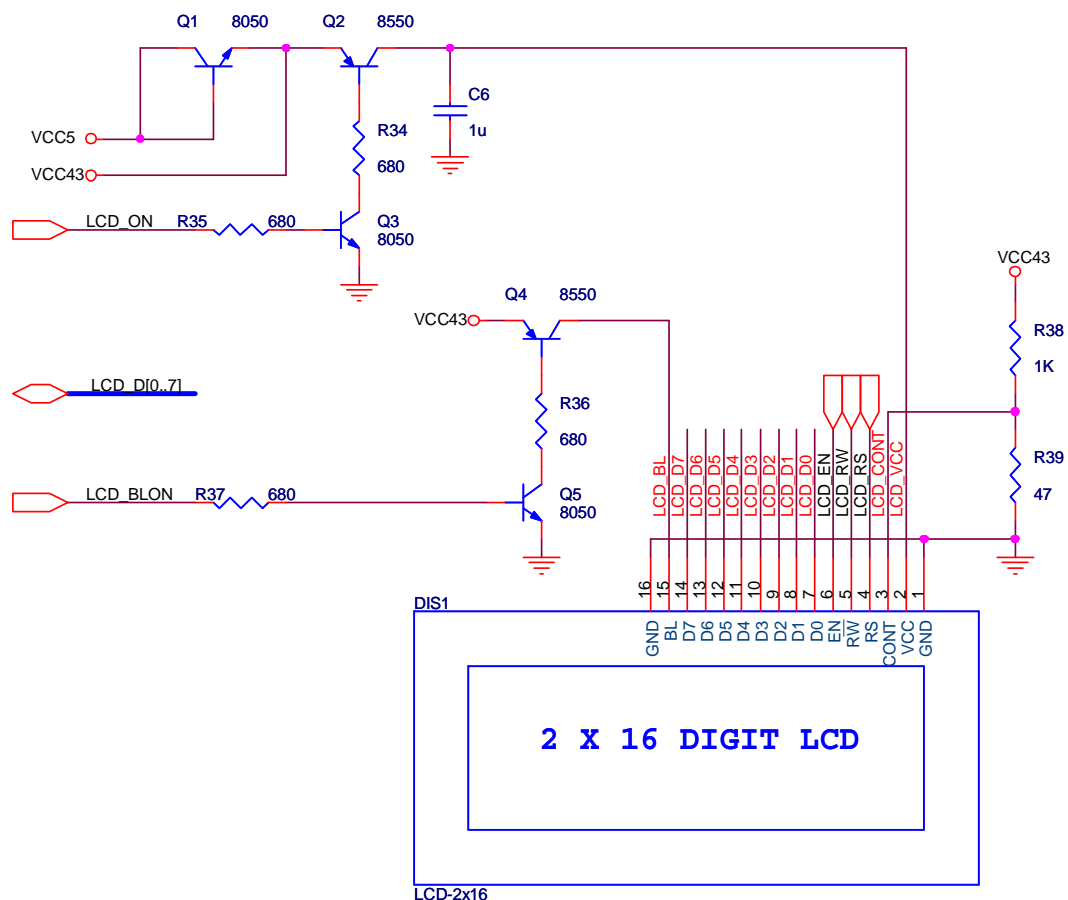 Q1 8050 Q2 8550
C6
1u
VCC5
R34
680
VCC43
LCD_ON R35 680 Q3
8050
VCC43
Q4 8550
VCC43
R38
1K
LCD_D[0..7]
R36
680
R39
47
LCD_BLON R37 680 Q5
8050
LCD_BL
LCD_D7
LCD_D6
LCD_D5
LCD_D4
LCD_D3
LCD_D2
LCD_D1
LCD_D0
LCD_EN
LCD_RW
LCD_RS
LCD_CONT
LCD_VCC
16 15 14 13 12 11 10 9 8 7 6 5 4 3 2 1
DIS1
GND BL D7 D6 D5 D4 D3 D2 D1 D0 EN RW RS CONT VCC GND
2 X 16 DIGIT LCD
LCD-2x16